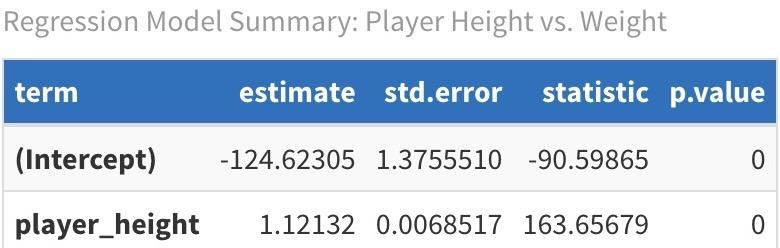 Regression Model Summary: Player Height vs. Weight
term estimate std.error statistic p.value
(Intercept) -124.62305 1.3755510 -90.59865 0
player_height 1.12132 0.0068517 163.65679 0